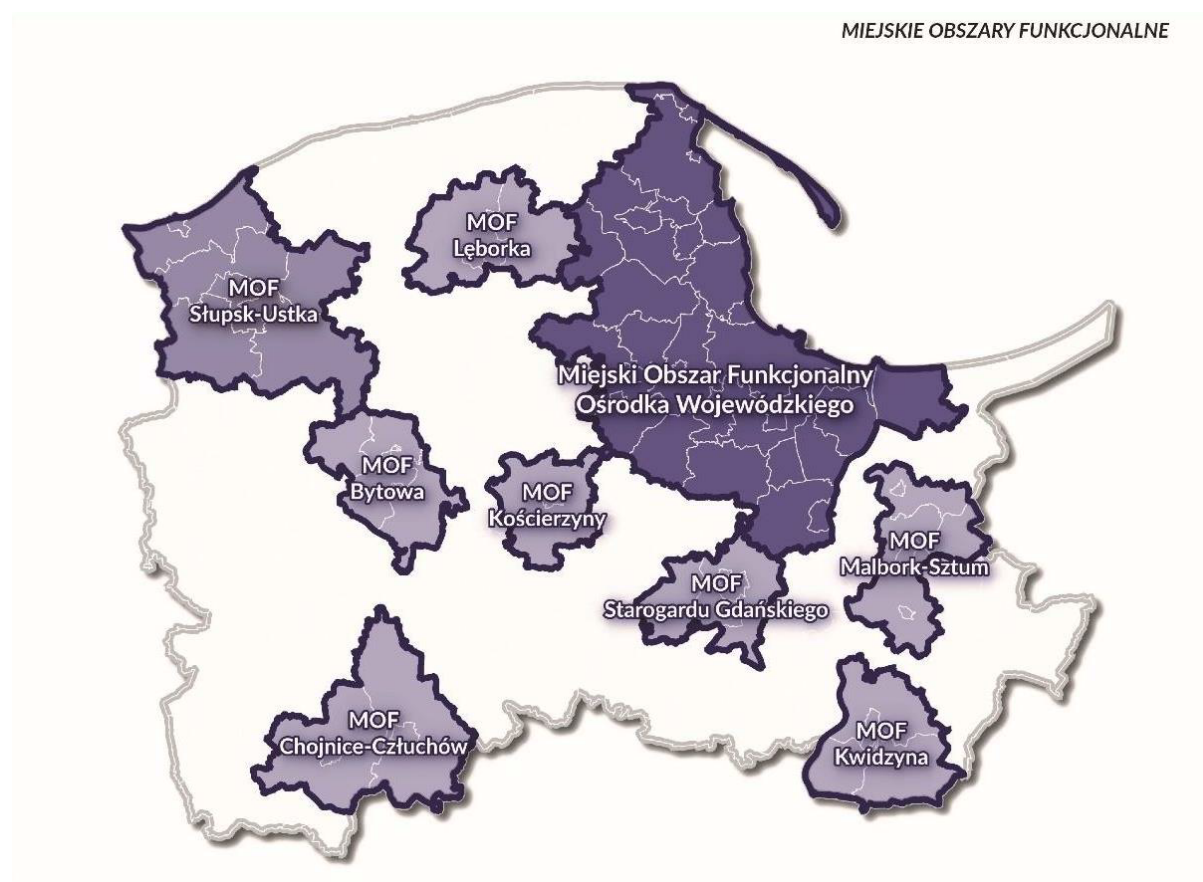 MIEJSKIE OBSZARY FUNKCJONALNE
MOF
Lęborka
MOF
Słupsk-Ustka
Miejski Obszar Funkcjonalny
Ośrodka Wojewódzkiego
MOF
Bytowa
MOF
Kościerzyny
MOF
Malbork-Sztum
MOF
Starogardu Gdańskiego
MOF
Chojnice-Człuchów
MOF
Kwidzyna